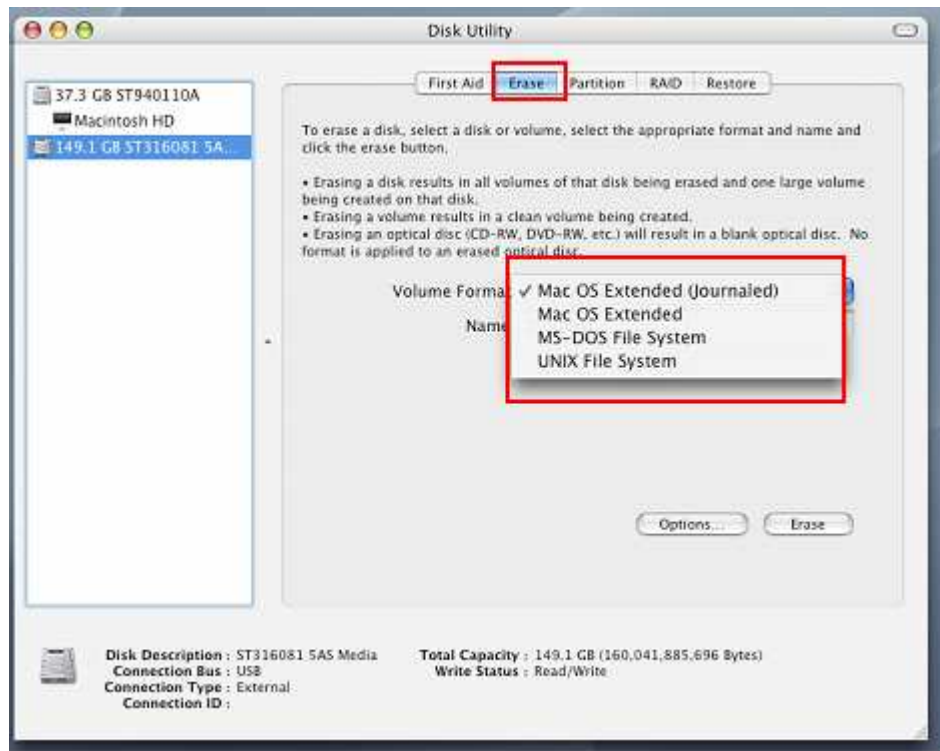 Disk Utility
37.3 GB ST940110A
Macintosh HD
149.1 GB ST316081 5A...
First Aid Erase Partition RAID Restore
To erase a disk, select a disk or volume, select the appropriate format and name and
click the erase button.
• Erasing a disk results in all volumes of that disk being erased and one large volume
being created on that disk.
• Erasing a volume results in a clean volume being created.
• Erasing an optical disc (CD-RW, DVD-RW, etc.) will result in a blank optical disc. No
format is applied to an erased optical disc.
Volume Format ✓ Mac OS Extended (Journaled)
Mac OS Extended
Name
MS-DOS File System
UNIX File System
Options... Erase
Disk Description : ST316081 5AS Media Total Capacity : 149.1 GB (160,041,885,696 Bytes)
Connection Bus : USB Write Status : Read/Write
Connection Type : External
Connection ID :